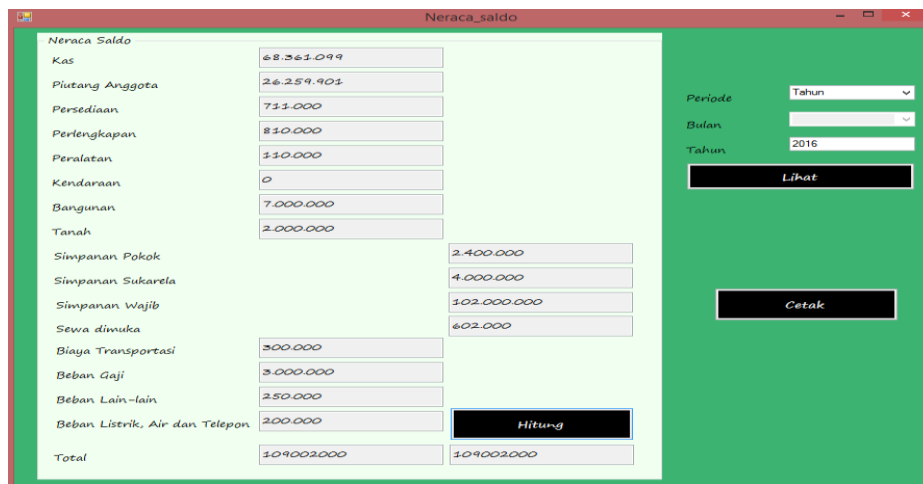 Neraca_saldo
Neraca Saldo
Kas 68.361.099
Piutang Anggota 26.259.901
Persediaan 711.000
Perlengkapan 810.000
Peralatan 110.000
Kendaraan 0
Bangunan 7.000.000
Tanah 2.000.000
Simpanan Pokok 2.400.000
Simpanan Sukarela 4.000.000
Simpanan Wajib 102.000.000
Sewa dimuka 602.000
Biaya Transportasi 300.000
Beban Gaji 3.000.000
Beban Lain-lain 250.000
Beban Listrik, Air dan Telepon 200.000 Hitung
Total 109002000 109002000
Periode Tahun
Bulan
Tahun 2016
Lihat
Cetak